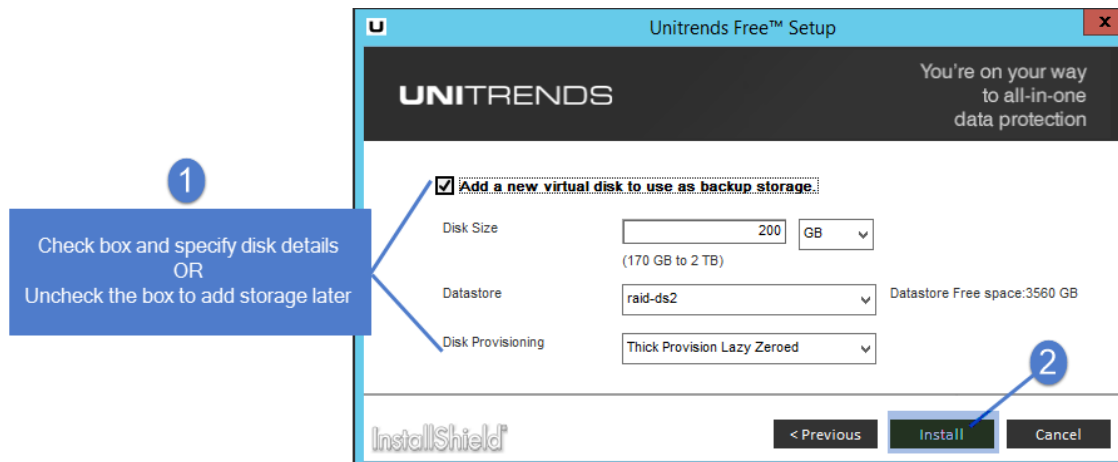 U
Unitrends Free™ Setup
x
UNITRENDS
You're on your way
to all-in-one
data protection
1
Check box and specify disk details
OR
Uncheck the box to add storage later
Add a new virtual disk to use as backup storage.
Disk Size
200
GB
(170 GB to 2 TB)
Datastore
raid-ds2
Datastore Free space:3560 GB
Disk Provisioning
Thick Provision Lazy Zeroed
2
InstallShield®
< Previous
Install
Cancel